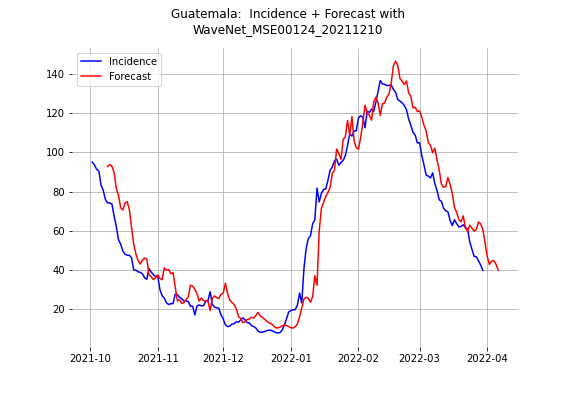 Guatemala:  Incidence + Forecast with
WaveNet_MSE00124_20211210
Incidence
Forecast
140
120
100
80
60
40
20
2021-10 2021-11 2021-12 2022-01 2022-02 2022-03 2022-04